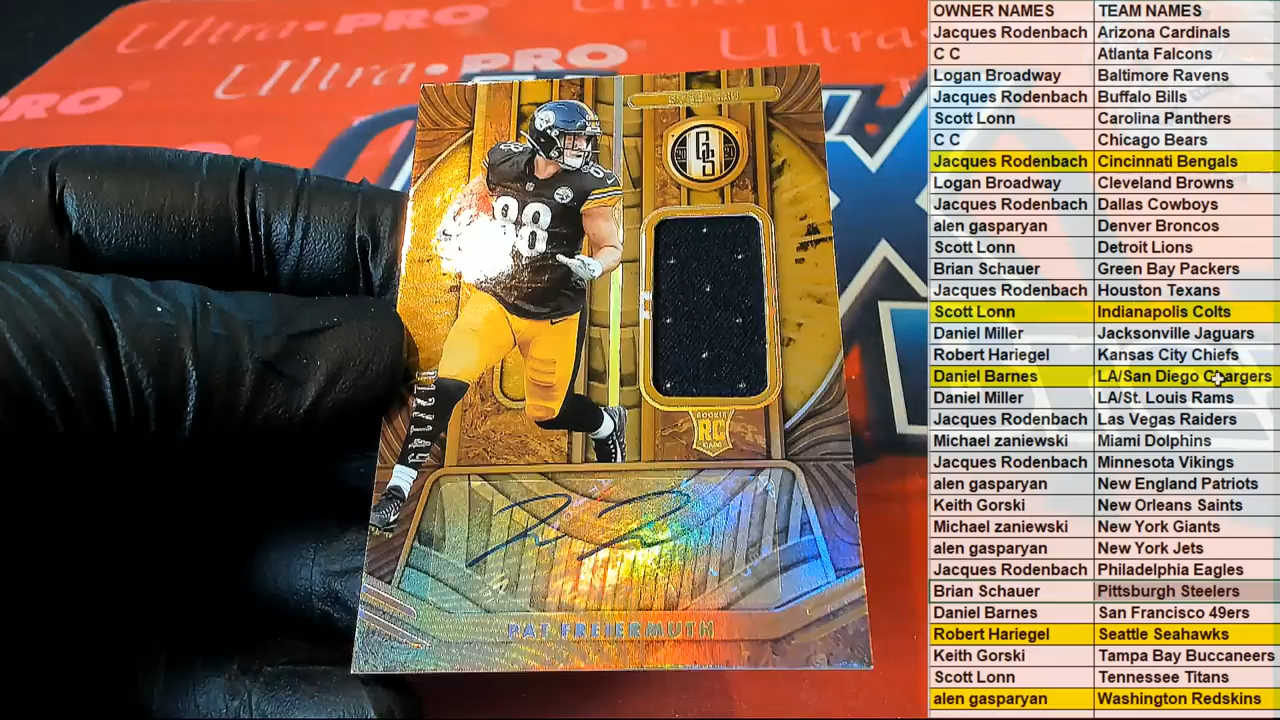 Ultra•PRO
Ultra•PRO
Ultra•PRO
PRO
STEELERS
GS
20 21
88
ROOKIE
RC
CARD
PAT FREIERMUTH
OWNER NAMES TEAM NAMES
Jacques Rodenbach Arizona Cardinals
C C Atlanta Falcons
Logan Broadway Baltimore Ravens
Jacques Rodenbach Buffalo Bills
Scott Lonn Carolina Panthers
C C Chicago Bears
Jacques Rodenbach Cincinnati Bengals
Logan Broadway Cleveland Browns
Jacques Rodenbach Dallas Cowboys
alen gasparyan Denver Broncos
Scott Lonn Detroit Lions
Brian Schauer Green Bay Packers
Jacques Rodenbach Houston Texans
Scott Lonn Indianapolis Colts
Daniel Miller Jacksonville Jaguars
Robert Hariegel Kansas City Chiefs
Daniel Barnes LA/San Diego Chargers
Daniel Miller LA/St. Louis Rams
Jacques Rodenbach Las Vegas Raiders
Michael zaniewski Miami Dolphins
Jacques Rodenbach Minnesota Vikings
alen gasparyan New England Patriots
Keith Gorski New Orleans Saints
Michael zaniewski New York Giants
alen gasparyan New York Jets
Jacques Rodenbach Philadelphia Eagles
Brian Schauer Pittsburgh Steelers
Daniel Barnes San Francisco 49ers
Robert Hariegel Seattle Seahawks
Keith Gorski Tampa Bay Buccaneers
Scott Lonn Tennessee Titans
alen gasparyan Washington Redskins